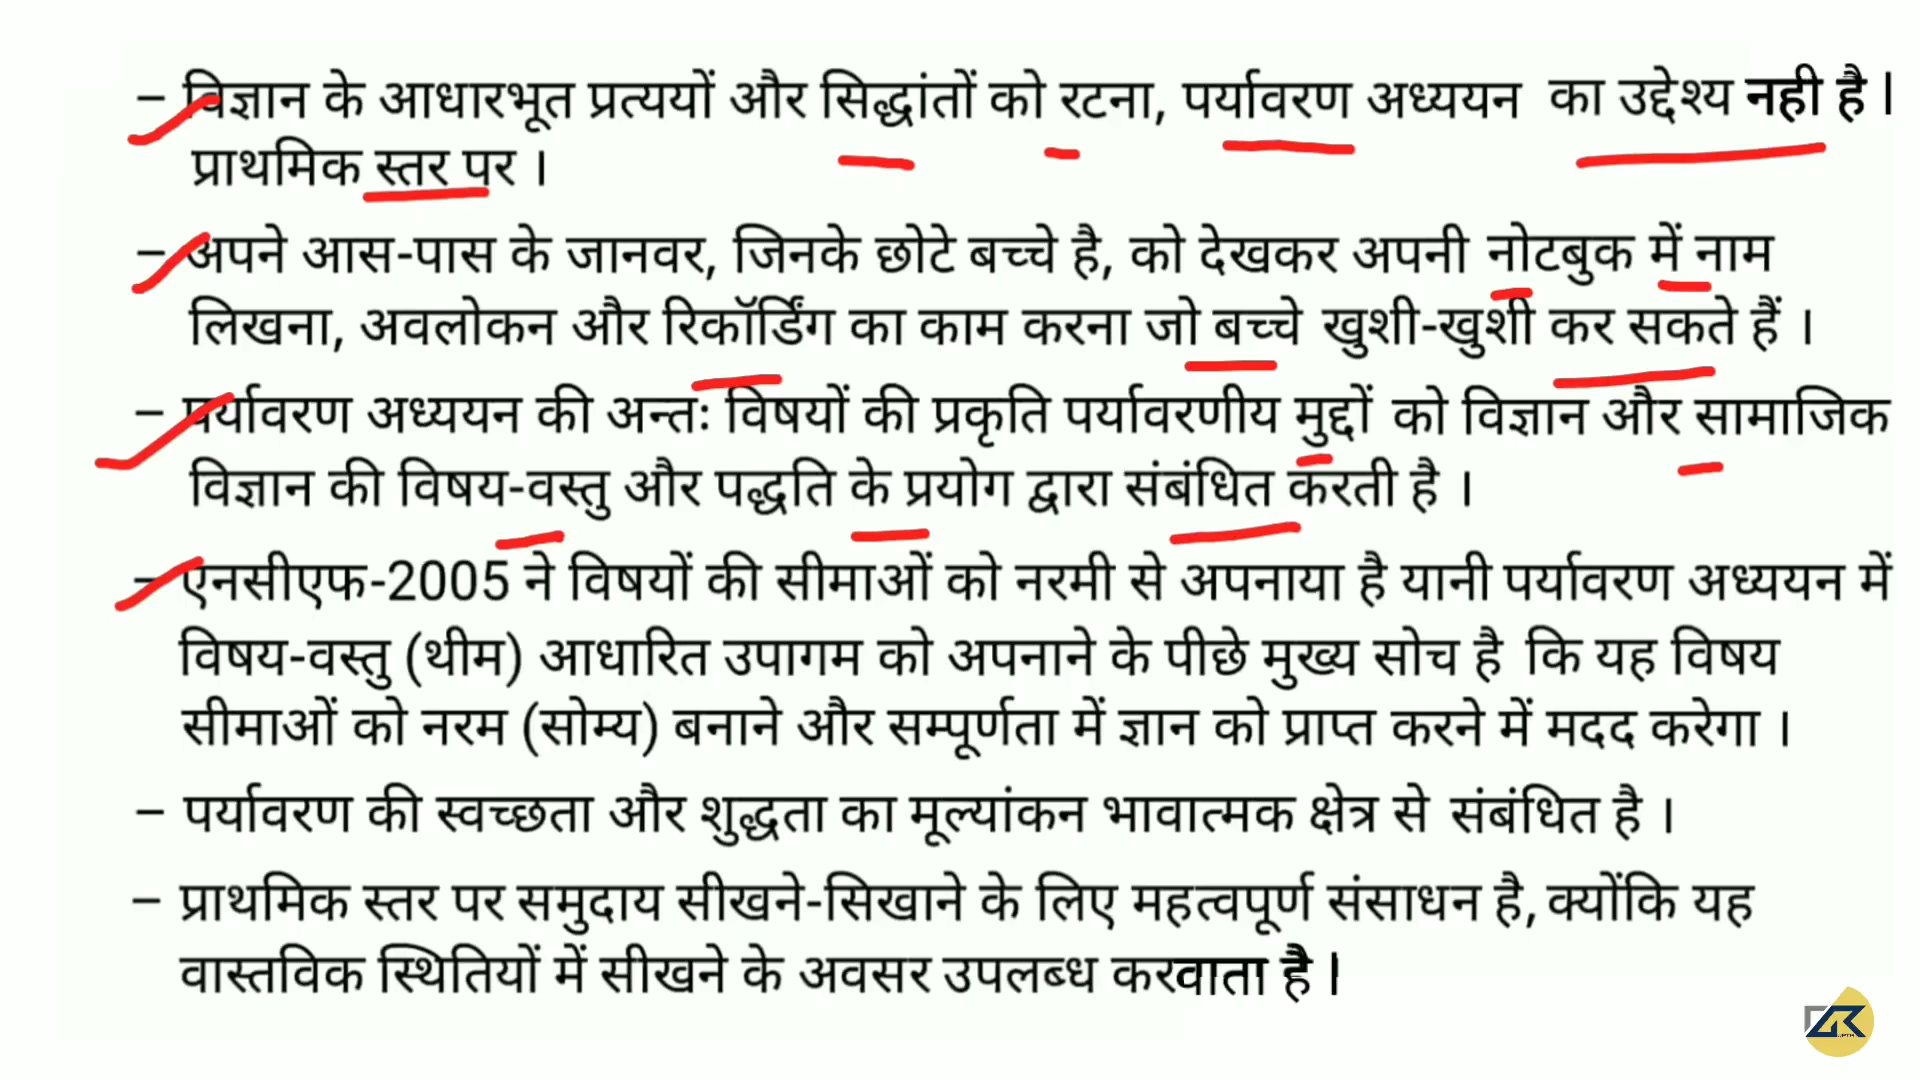 – विज्ञान के आधारभूत प्रत्ययों और सिद्धांतों को रटना, पर्यावरण अध्ययन का उद्देश्य नही है ।
प्राथमिक स्तर पर ।
– अपने आस-पास के जानवर, जिनके छोटे बच्चे है, को देखकर अपनी नोटबुक में नाम
लिखना, अवलोकन और रिकॉर्डिंग का काम करना जो बच्चे खुशी-खुशी कर सकते हैं ।
– पर्यावरण अध्ययन की अन्तः विषयों की प्रकृति पर्यावरणीय मुद्दों को विज्ञान और सामाजिक
विज्ञान की विषय-वस्तु और पद्धति के प्रयोग द्वारा संबंधित करती है ।
– एनसीएफ-2005 ने विषयों की सीमाओं को नरमी से अपनाया है यानी पर्यावरण अध्ययन में
विषय-वस्तु (थीम) आधारित उपागम को अपनाने के पीछे मुख्य सोच है कि यह विषय
सीमाओं को नरम (सोम्य) बनाने और सम्पूर्णता में ज्ञान को प्राप्त करने में मदद करेगा ।
– पर्यावरण की स्वच्छता और शुद्धता का मूल्यांकन भावात्मक क्षेत्र से संबंधित है ।
– प्राथमिक स्तर पर समुदाय सीखने-सिखाने के लिए महत्वपूर्ण संसाधन है, क्योंकि यह
वास्तविक स्थितियों में सीखने के अवसर उपलब्ध करवाता है ।